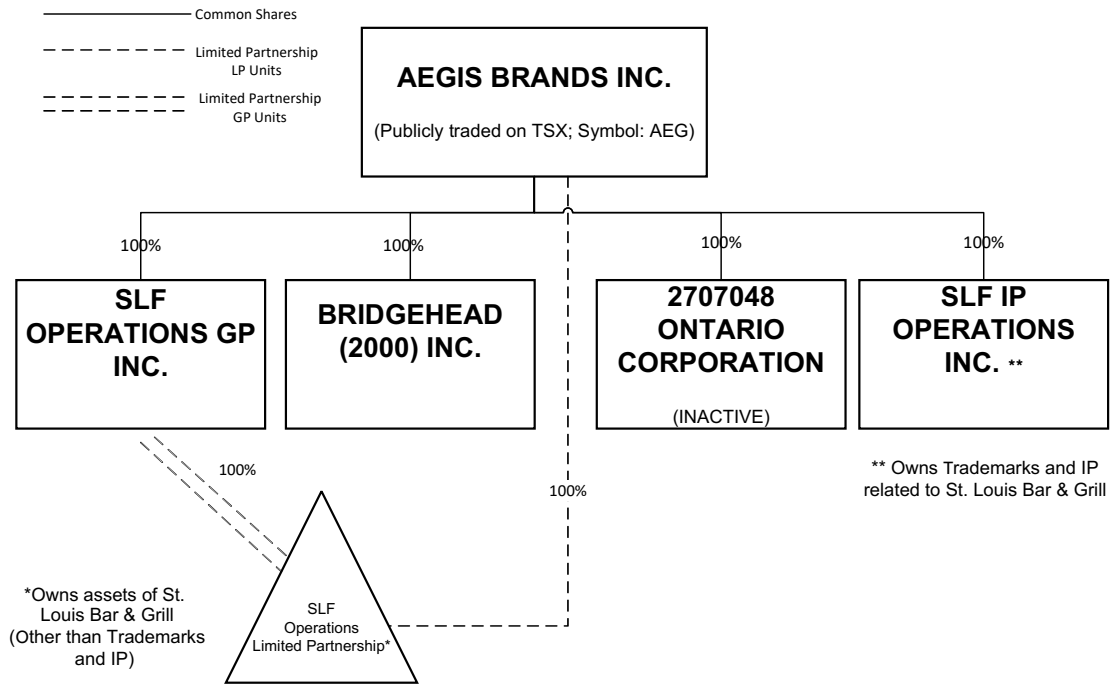 Common Shares
Limited Partnership
LP Units
Limited Partnership
GP Units
AEGIS BRANDS INC.
(Publicly traded on TSX; Symbol: AEG)
100%
100%
100%
100%
SLF
OPERATIONS GP
INC.
BRIDGEHEAD
(2000) INC.
2707048
ONTARIO
CORPORATION
(INACTIVE)
SLF IP
OPERATIONS
INC. **
100%
100%
** Owns Trademarks and IP
related to St. Louis Bar & Grill
*Owns assets of St.
Louis Bar & Grill
(Other than Trademarks
and IP)
SLF
Operations
Limited Partnership*